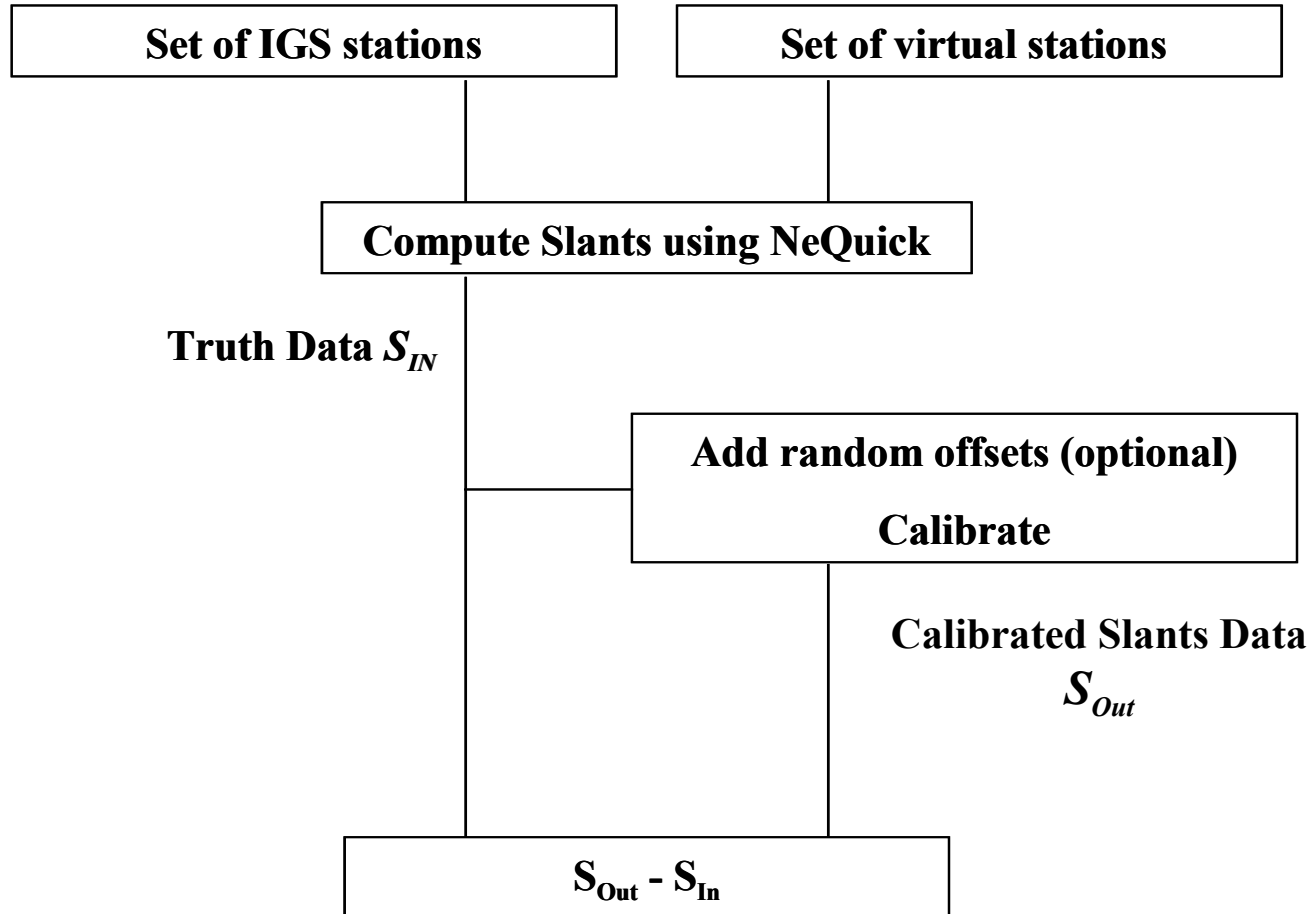 Set of IGS stations
Set of virtual stations
Compute Slants using NeQuick
Truth Data S_IN
Add random offsets (optional)
Calibrate
Calibrated Slants Data
S_Out
S_Out - S_In